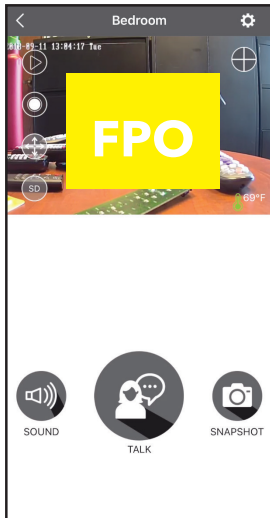 Bedroom
2018-09-11 13:04:17 Tue
FPO
SD
69°F
SOUND
TALK
SNAPSHOT